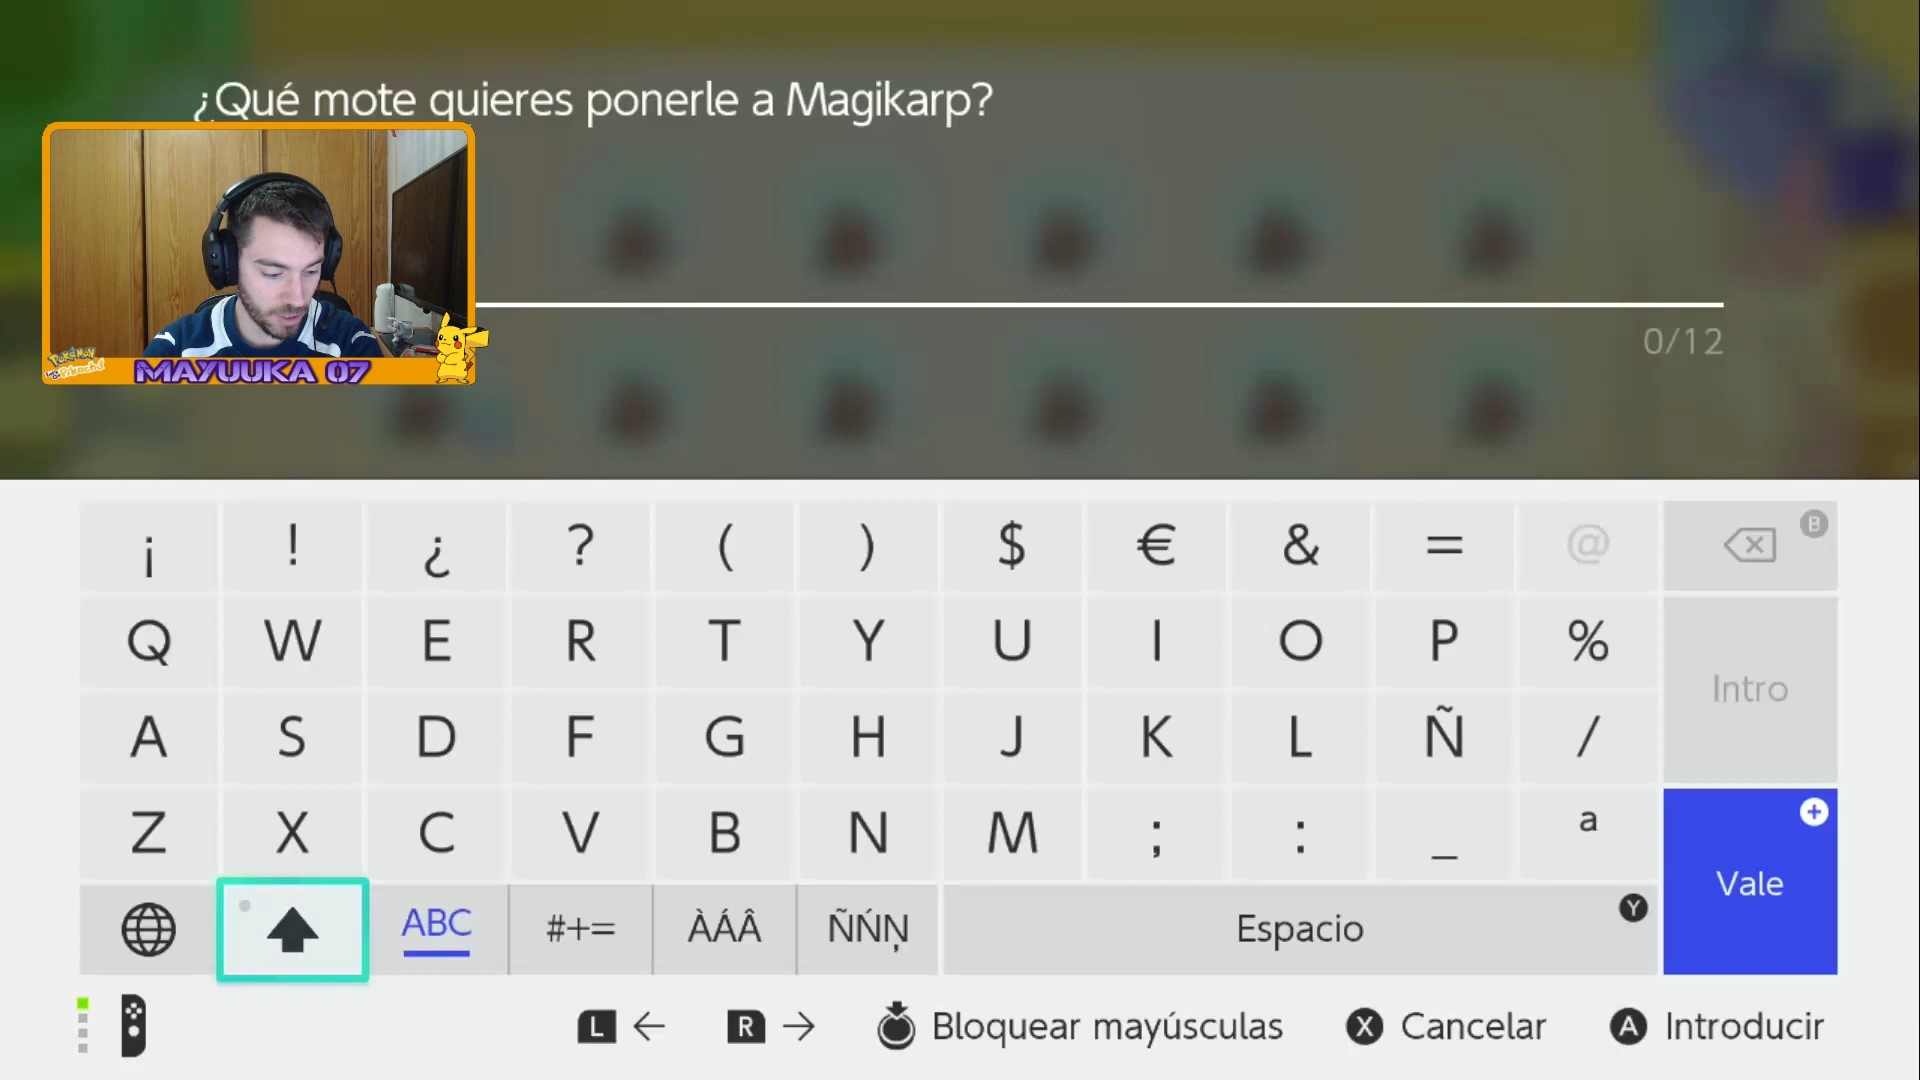 ¿Qué mote quieres ponerle a Magikarp?
POKéMON
MAYUUKA 07
0/12
¡ ! ¿ ? ( ) $ € & = @ B
Q W E R T Y U I O P %
Intro
A S D F G H J K L Ñ /
Z X C V B N M ; : _ ª
Vale
ABC #+= ÀÁÂ ÑŃŅ Espacio Y
L ← R → Bloquear mayúsculas X Cancelar A Introducir